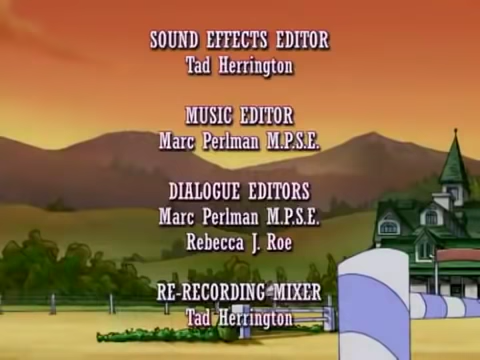 SOUND EFFECTS EDITOR
Tad Herrington
MUSIC EDITOR
Marc Perlman M.P.S.E.
DIALOGUE EDITORS
Marc Perlman M.P.S.E.
Rebecca J. Roe
RE-RECORDING MIXER
Tad Herrington